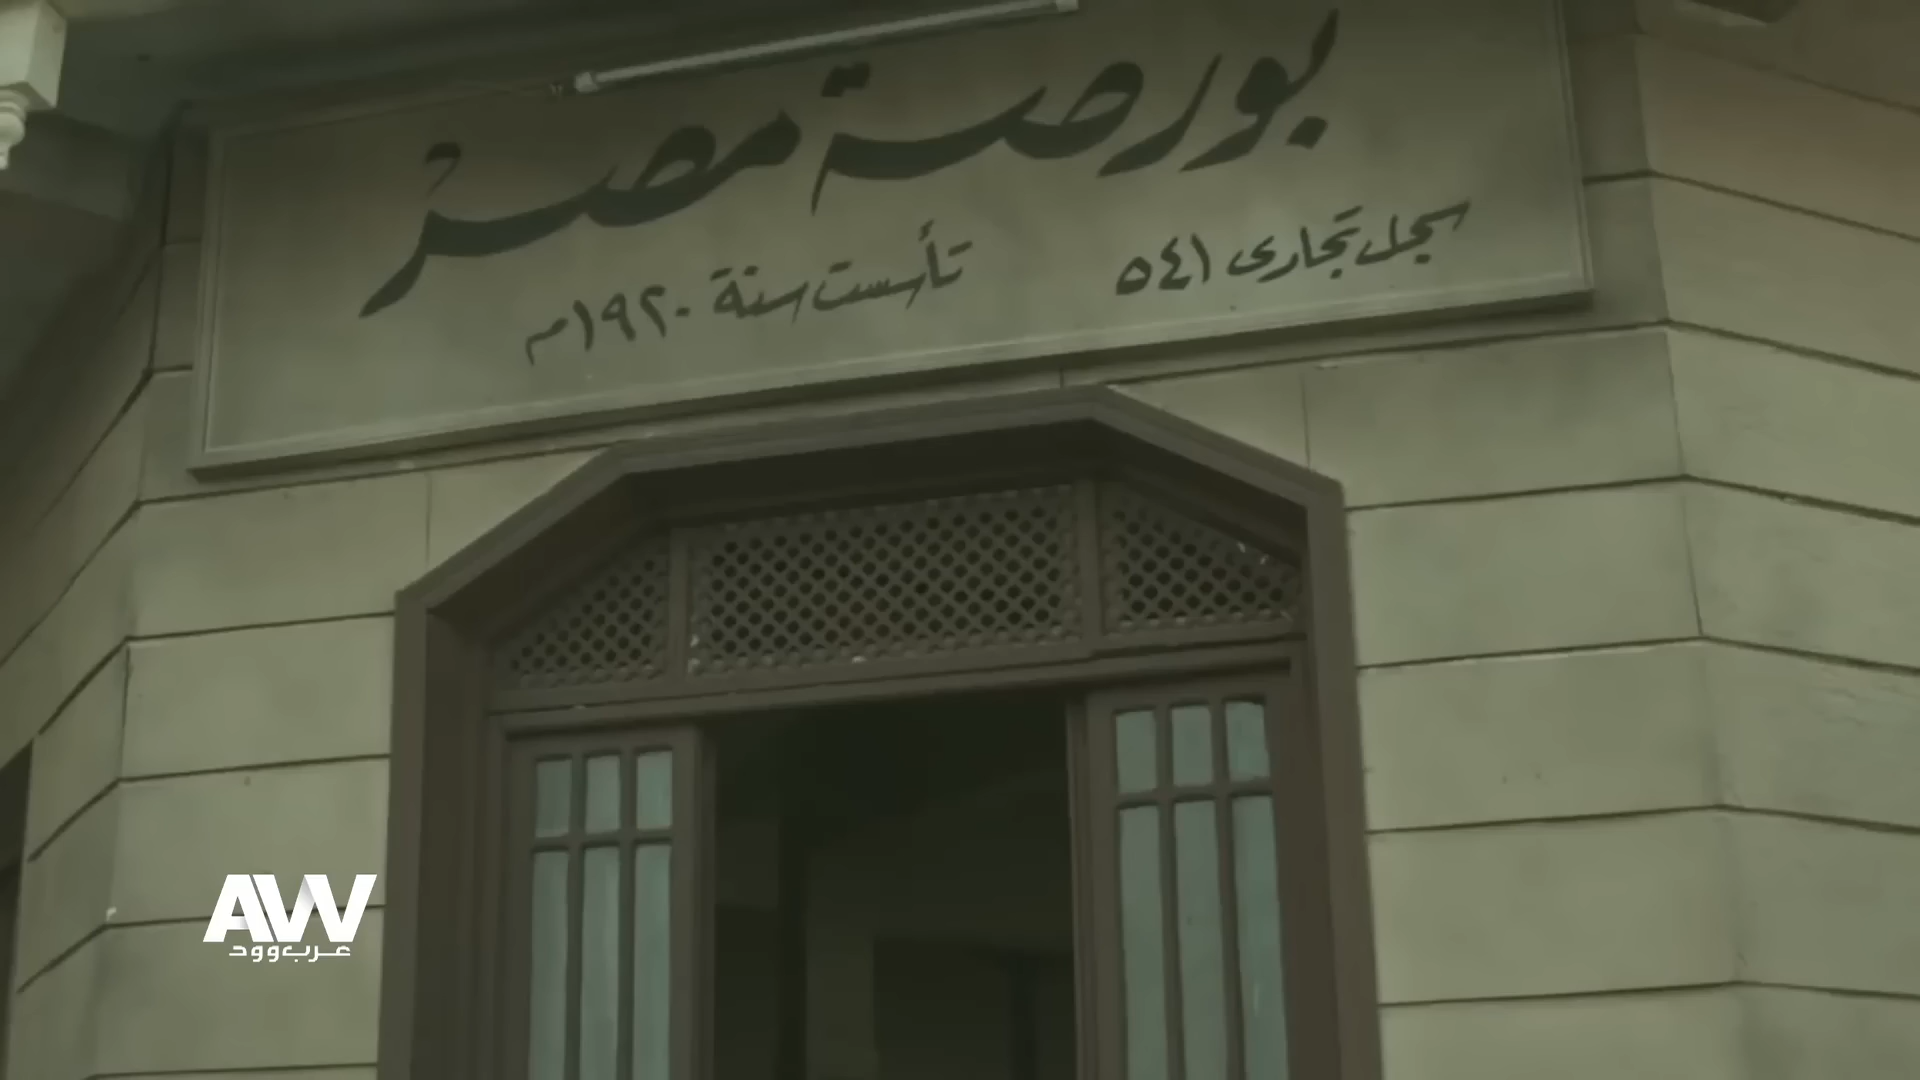 بورصة مصر
سجل تجارى ٥٤١
تأسست سنة ١٩٢٠م
AW
عرب وود